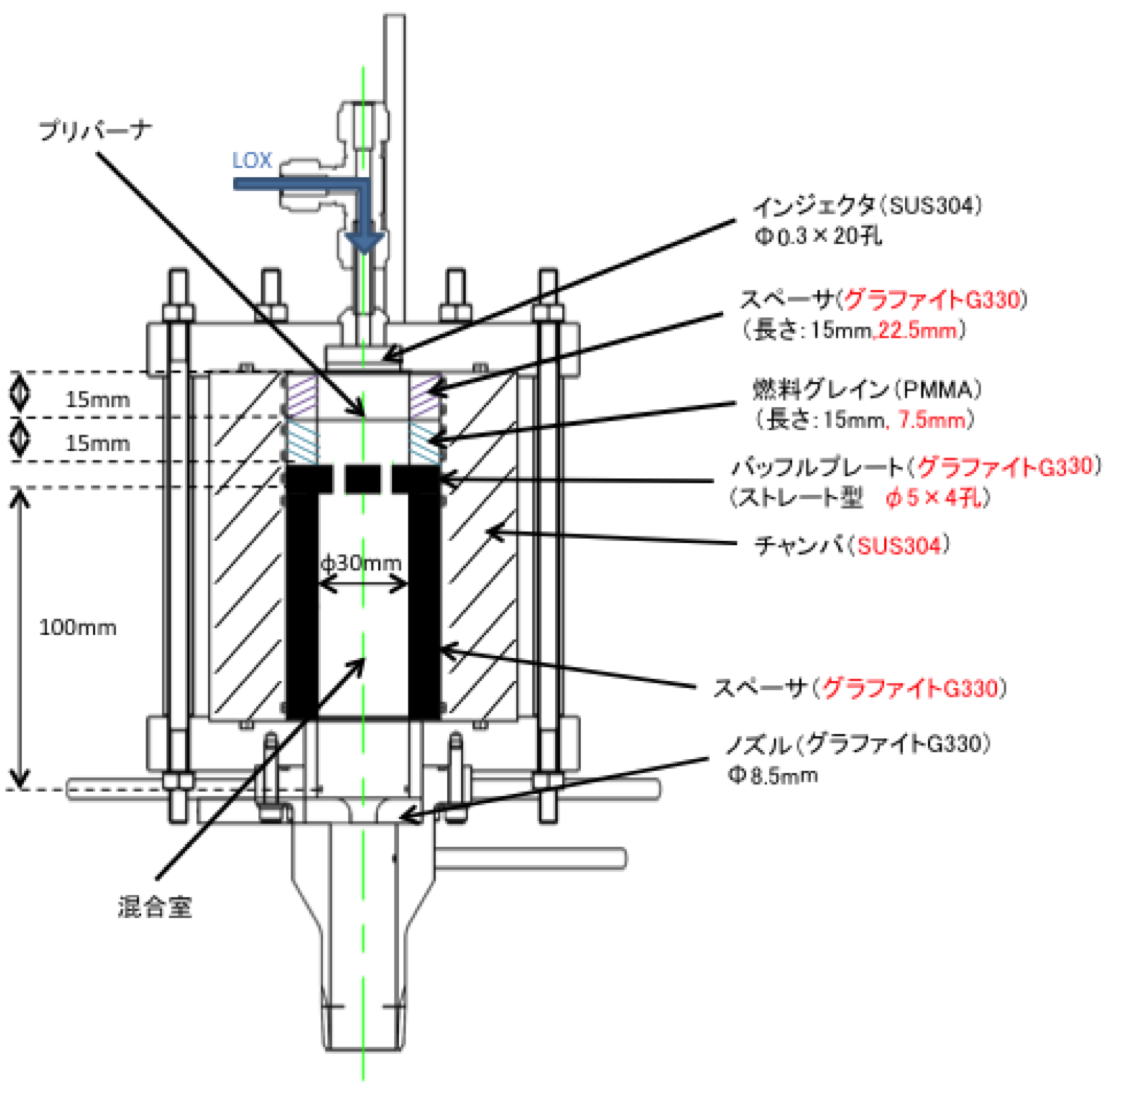 プリバーナ
LOX
インジェクタ(SUS304)
Φ0.3×20孔
スペーサ(グラファイトG330)
(長さ:15mm,22.5mm)
燃料グレイン(PMMA)
(長さ:15mm, 7.5mm)
バッフルプレート(グラファイトG330)
(ストレート型 φ5×4孔)
チャンバ(SUS304)
15mm
15mm
ϕ30mm
100mm
スペーサ(グラファイトG330)
ノズル(グラファイトG330)
Φ8.5mm
混合室